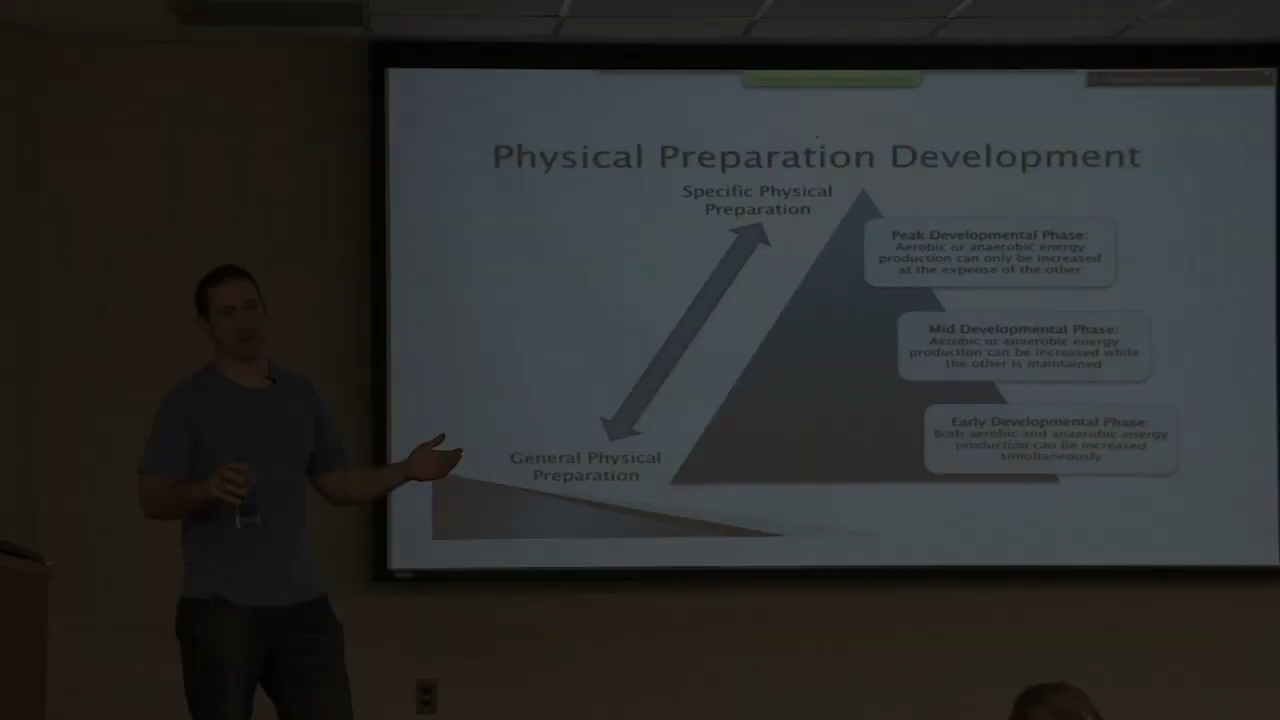 Physical Preparation Development
Specific Physical
Preparation
Peak Developmental Phase:
Aerobic or anaerobic energy
production can only be increased
at the expense of the other
Mid Developmental Phase:
Aerobic or anaerobic energy
production can be increased while
the other is maintained
Early Developmental Phase:
Both aerobic and anaerobic energy
production can be increased
simultaneously
General Physical
Preparation